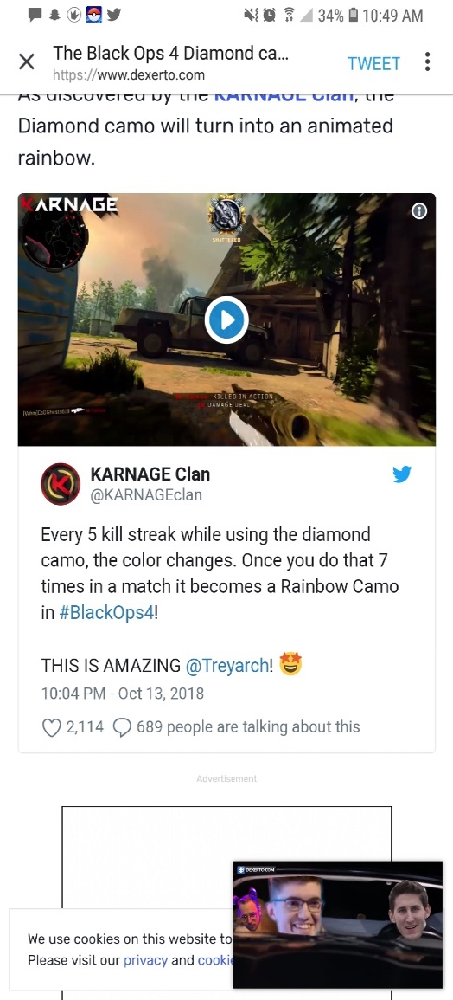 34% 10:49 AM
The Black Ops 4 Diamond ca...
https://www.dexerto.com
TWEET
As discovered by the KARNAGE Clan, the
Diamond camo will turn into an animated
rainbow.
KARNAGE
SHATTERED
KILLED IN ACTION
DAMAGE DEALT
KARNAGE Clan
@KARNAGEclan
Every 5 kill streak while using the diamond
camo, the color changes. Once you do that 7
times in a match it becomes a Rainbow Camo
in #BlackOps4!
THIS IS AMAZING @Treyarch!
10:04 PM - Oct 13, 2018
2,114 689 people are talking about this
Advertisement
DEXERTO.COM
We use cookies on this website to
Please visit our privacy and cookie